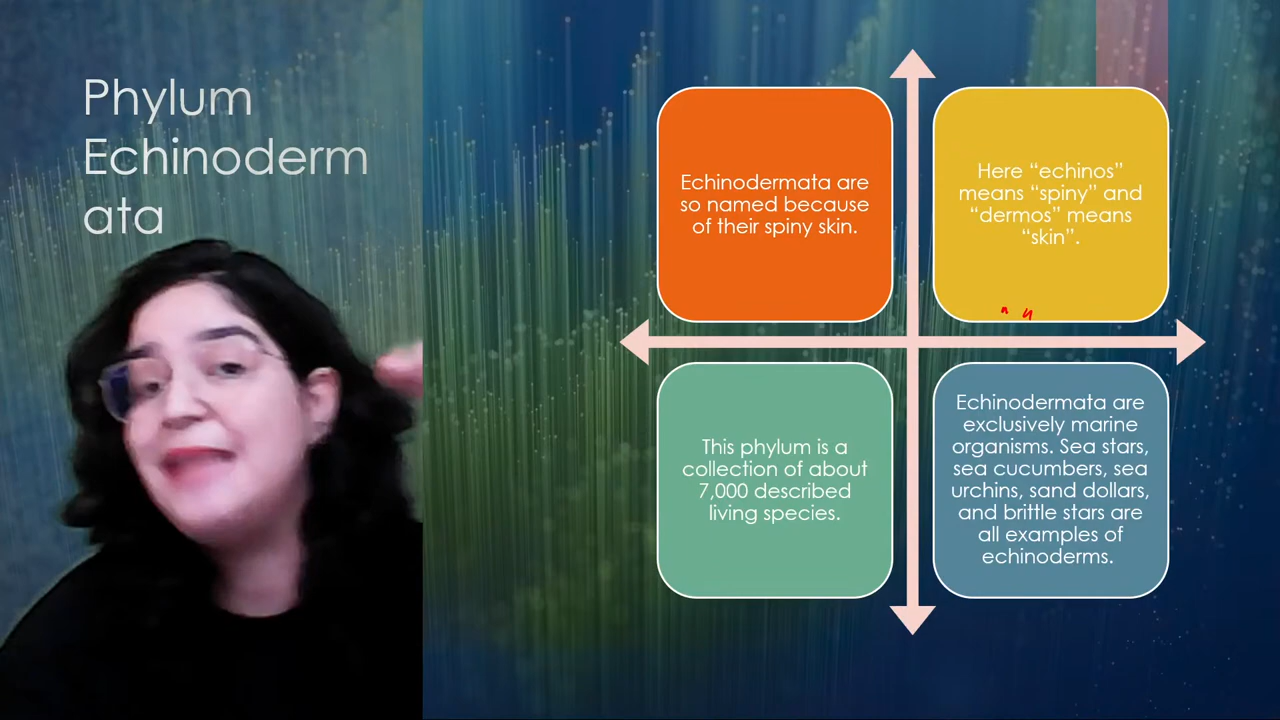 Phylum
Echinoderm
ata
Echinodermata are
so named because
of their spiny skin.
Here “echinos”
means “spiny” and
“dermos” means
“skin”.
This phylum is a
collection of about
7,000 described
living species.
Echinodermata are
exclusively marine
organisms. Sea stars,
sea cucumbers, sea
urchins, sand dollars,
and brittle stars are
all examples of
echinoderms.